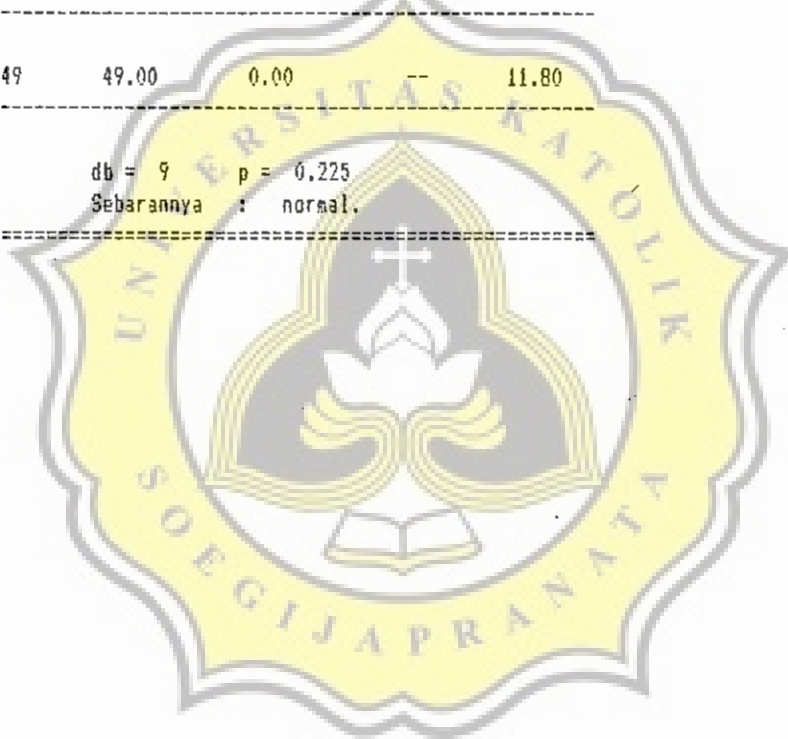 49 49.00 0.00 -- 11.80
db = 9 p = 0.225
Sebarannya : normal.
UNIVERSITAS KATOLIK
SOEGIJAPRANATA